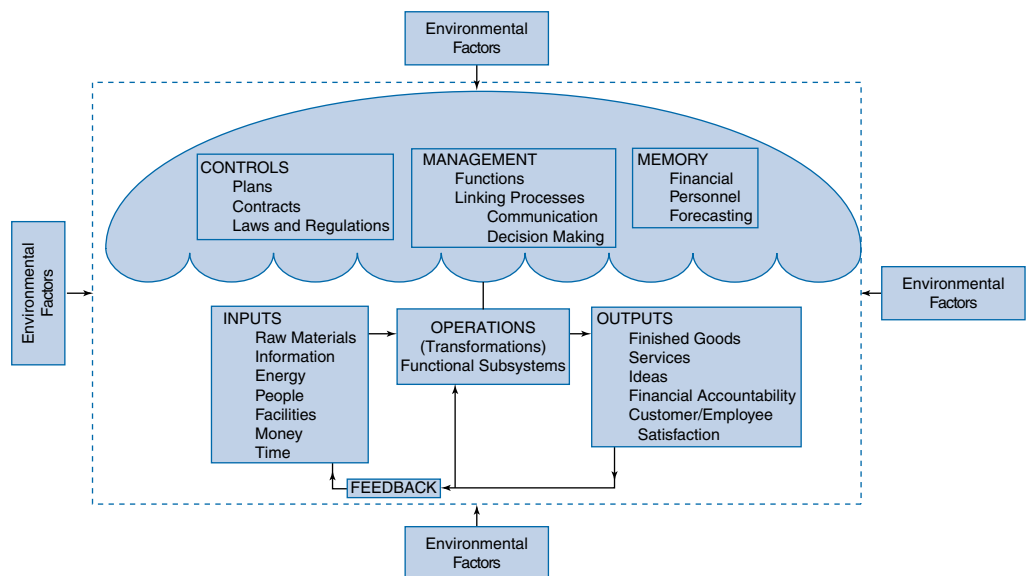 Environmental
Factors
CONTROLS
Plans
Contracts
Laws and Regulations
MANAGEMENT
Functions
Linking Processes
Communication
Decision Making
MEMORY
Financial
Personnel
Forecasting
Environmental
Factors
Environmental
Factors
INPUTS
Raw Materials
Information
Energy
People
Facilities
Money
Time
OPERATIONS
(Transformations)
Functional Subsystems
OUTPUTS
Finished Goods
Services
Ideas
Financial Accountability
Customer/Employee
Satisfaction
FEEDBACK
Environmental
Factors